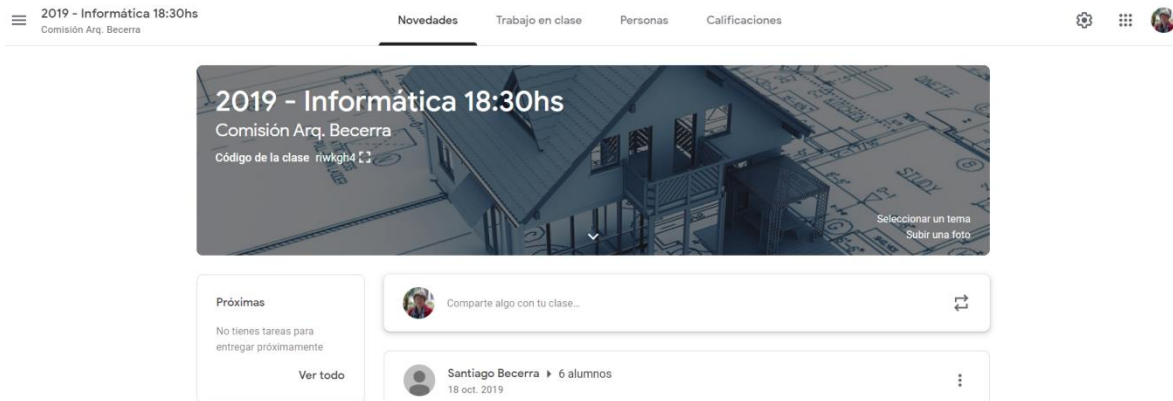 2019 - Informática 18:30hs
Comisión Arq. Becerra
Novedades
Trabajo en clase
Personas
Calificaciones
2019 - Informática 18:30hs
Comisión Arq. Becerra
Código de la clase riwkgh4
STUDY
Seleccionar un tema
Subir una foto
Próximas
No tienes tareas para
entregar próximamente
Ver todo
Comparte algo con tu clase...
Santiago Becerra 6 alumnos
18 oct. 2019